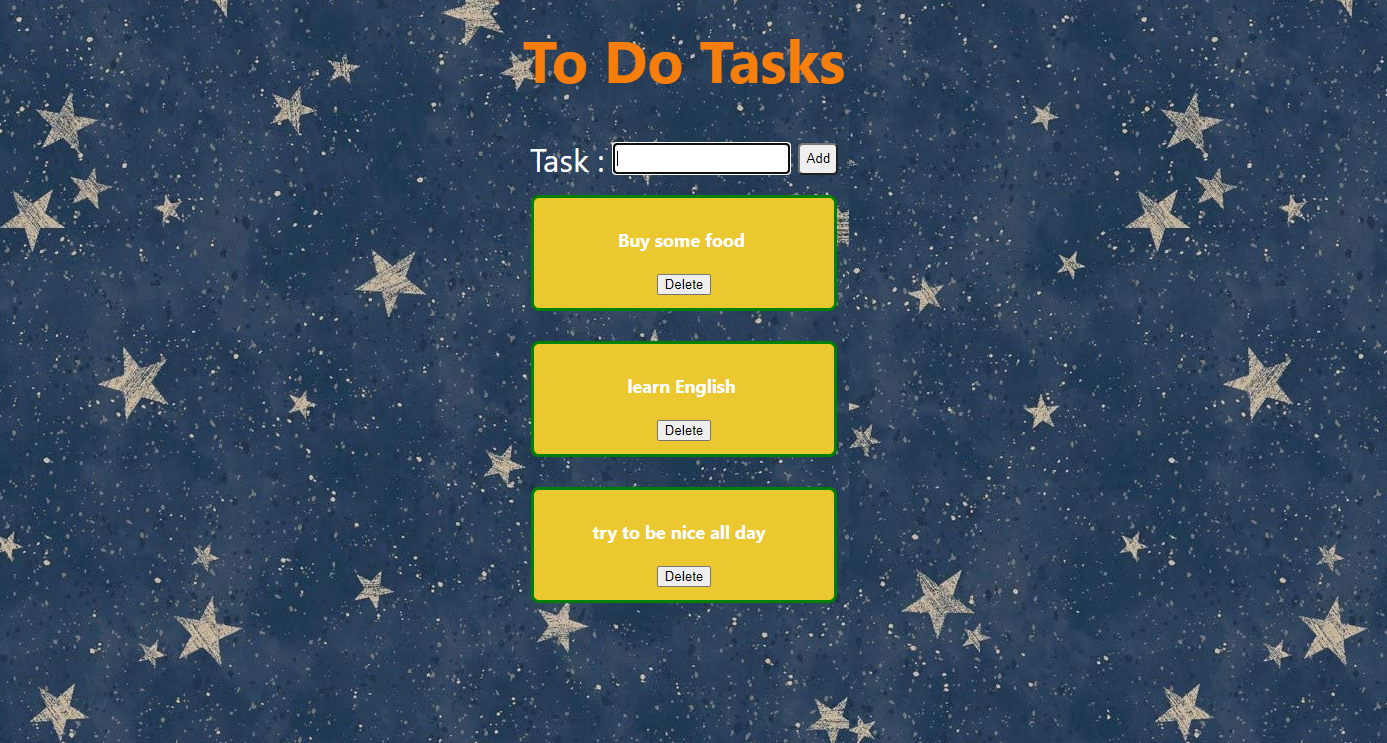 To Do Tasks
Task : Add
Buy some food
Delete
learn English
Delete
try to be nice all day
Delete